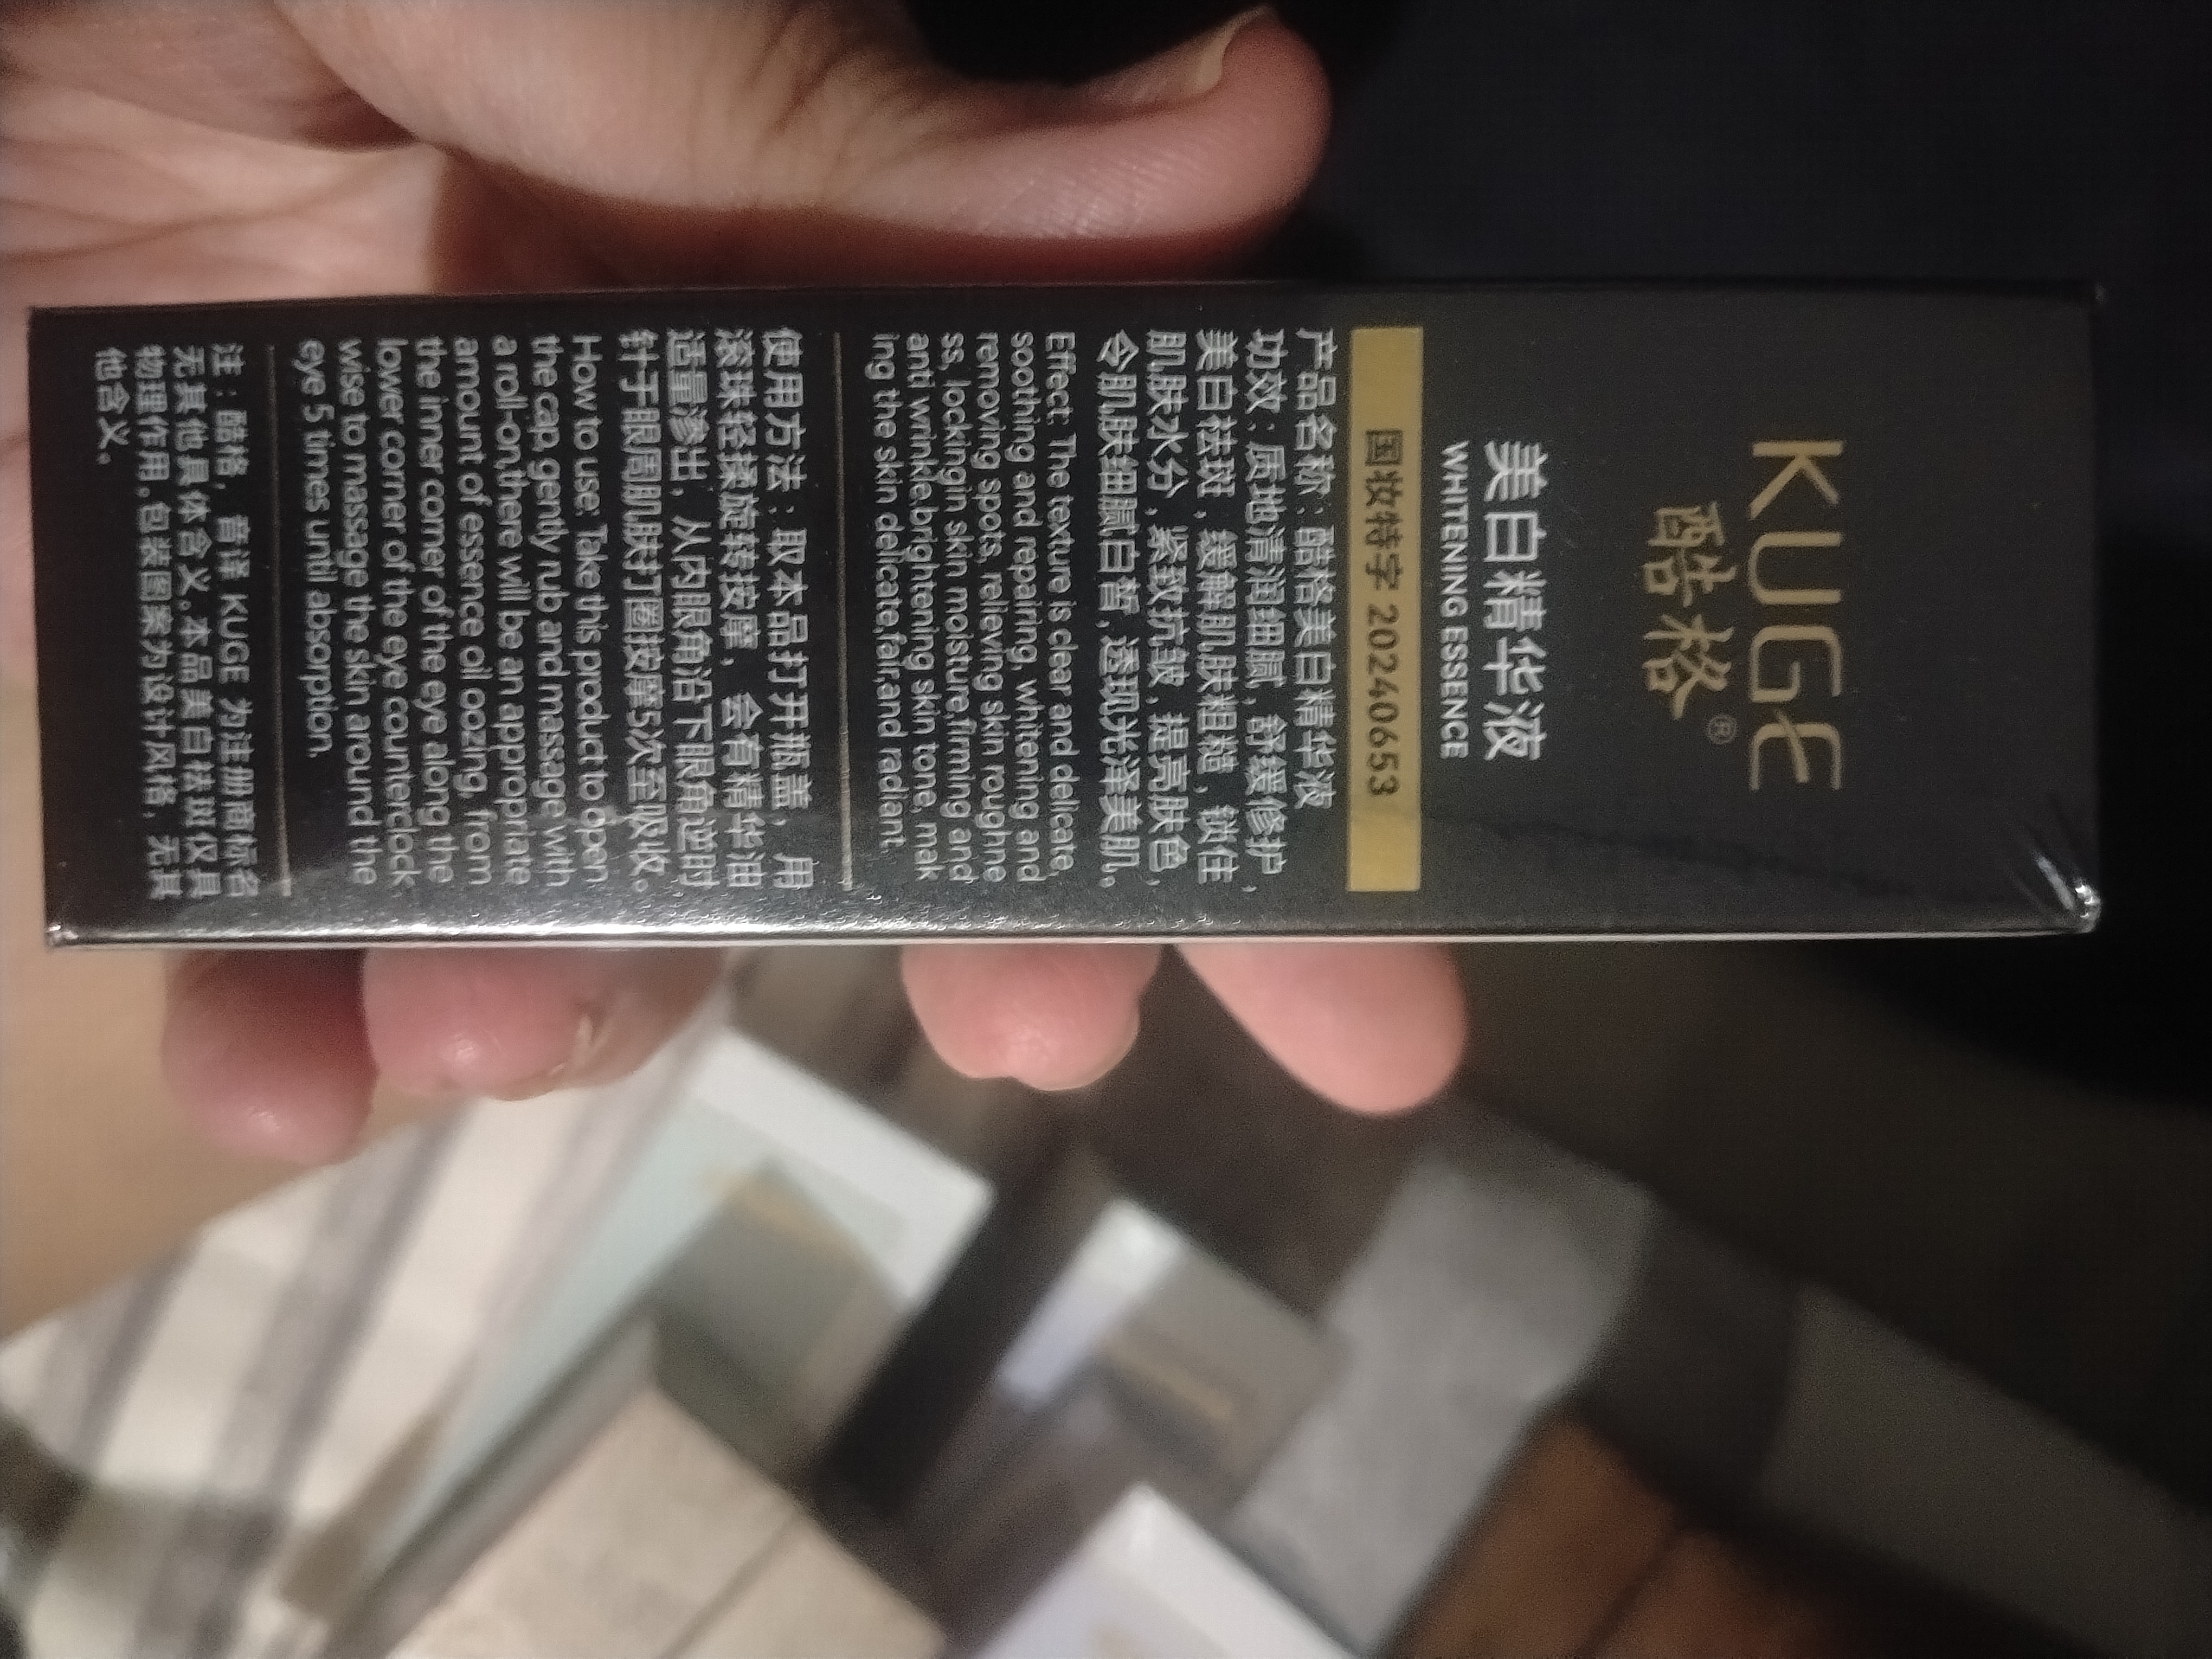 KUGE
酷格®
美白精华液
WHITENING ESSENCE
国妆特字 20240653
产品名称：酷格美白精华液
功效：质地清润细腻，舒缓修护，
美白祛斑，缓解肌肤粗糙，锁住
肌肤水分，紧致抗皱，提亮肤色，
令肌肤细腻白皙，透现光泽美肌。
Effect: The texture is clear and delicate,
soothing and repairing, whitening and
removing spots, relieving skin roughne
ss, lockingin skin moisture,firming and
anti wrinkle,brightening skin tone, mak
ing the skin delicate,fair,and radiant.
使用方法：取本品打开瓶盖，用
滚珠轻揉旋转按摩，会有精华油
适量渗出，从内眼角沿下眼角逆时
针于眼周肌肤打圈按摩5次至吸收。
How to use: Take this product to open
the cap, gently rub and massage with
a roll-on,there will be an appropriate
amount of essence oil oozing, from
the inner corner of the eye along the
lower corner of the eye counterclock
wise to massage the skin around the
eye 5 times until absorption.
注：酷格，音译 KUGE 为注册商标名
无其他具体含义,本品美白祛斑仅具
物理作用,包装图案为设计风格，无其
他含义。